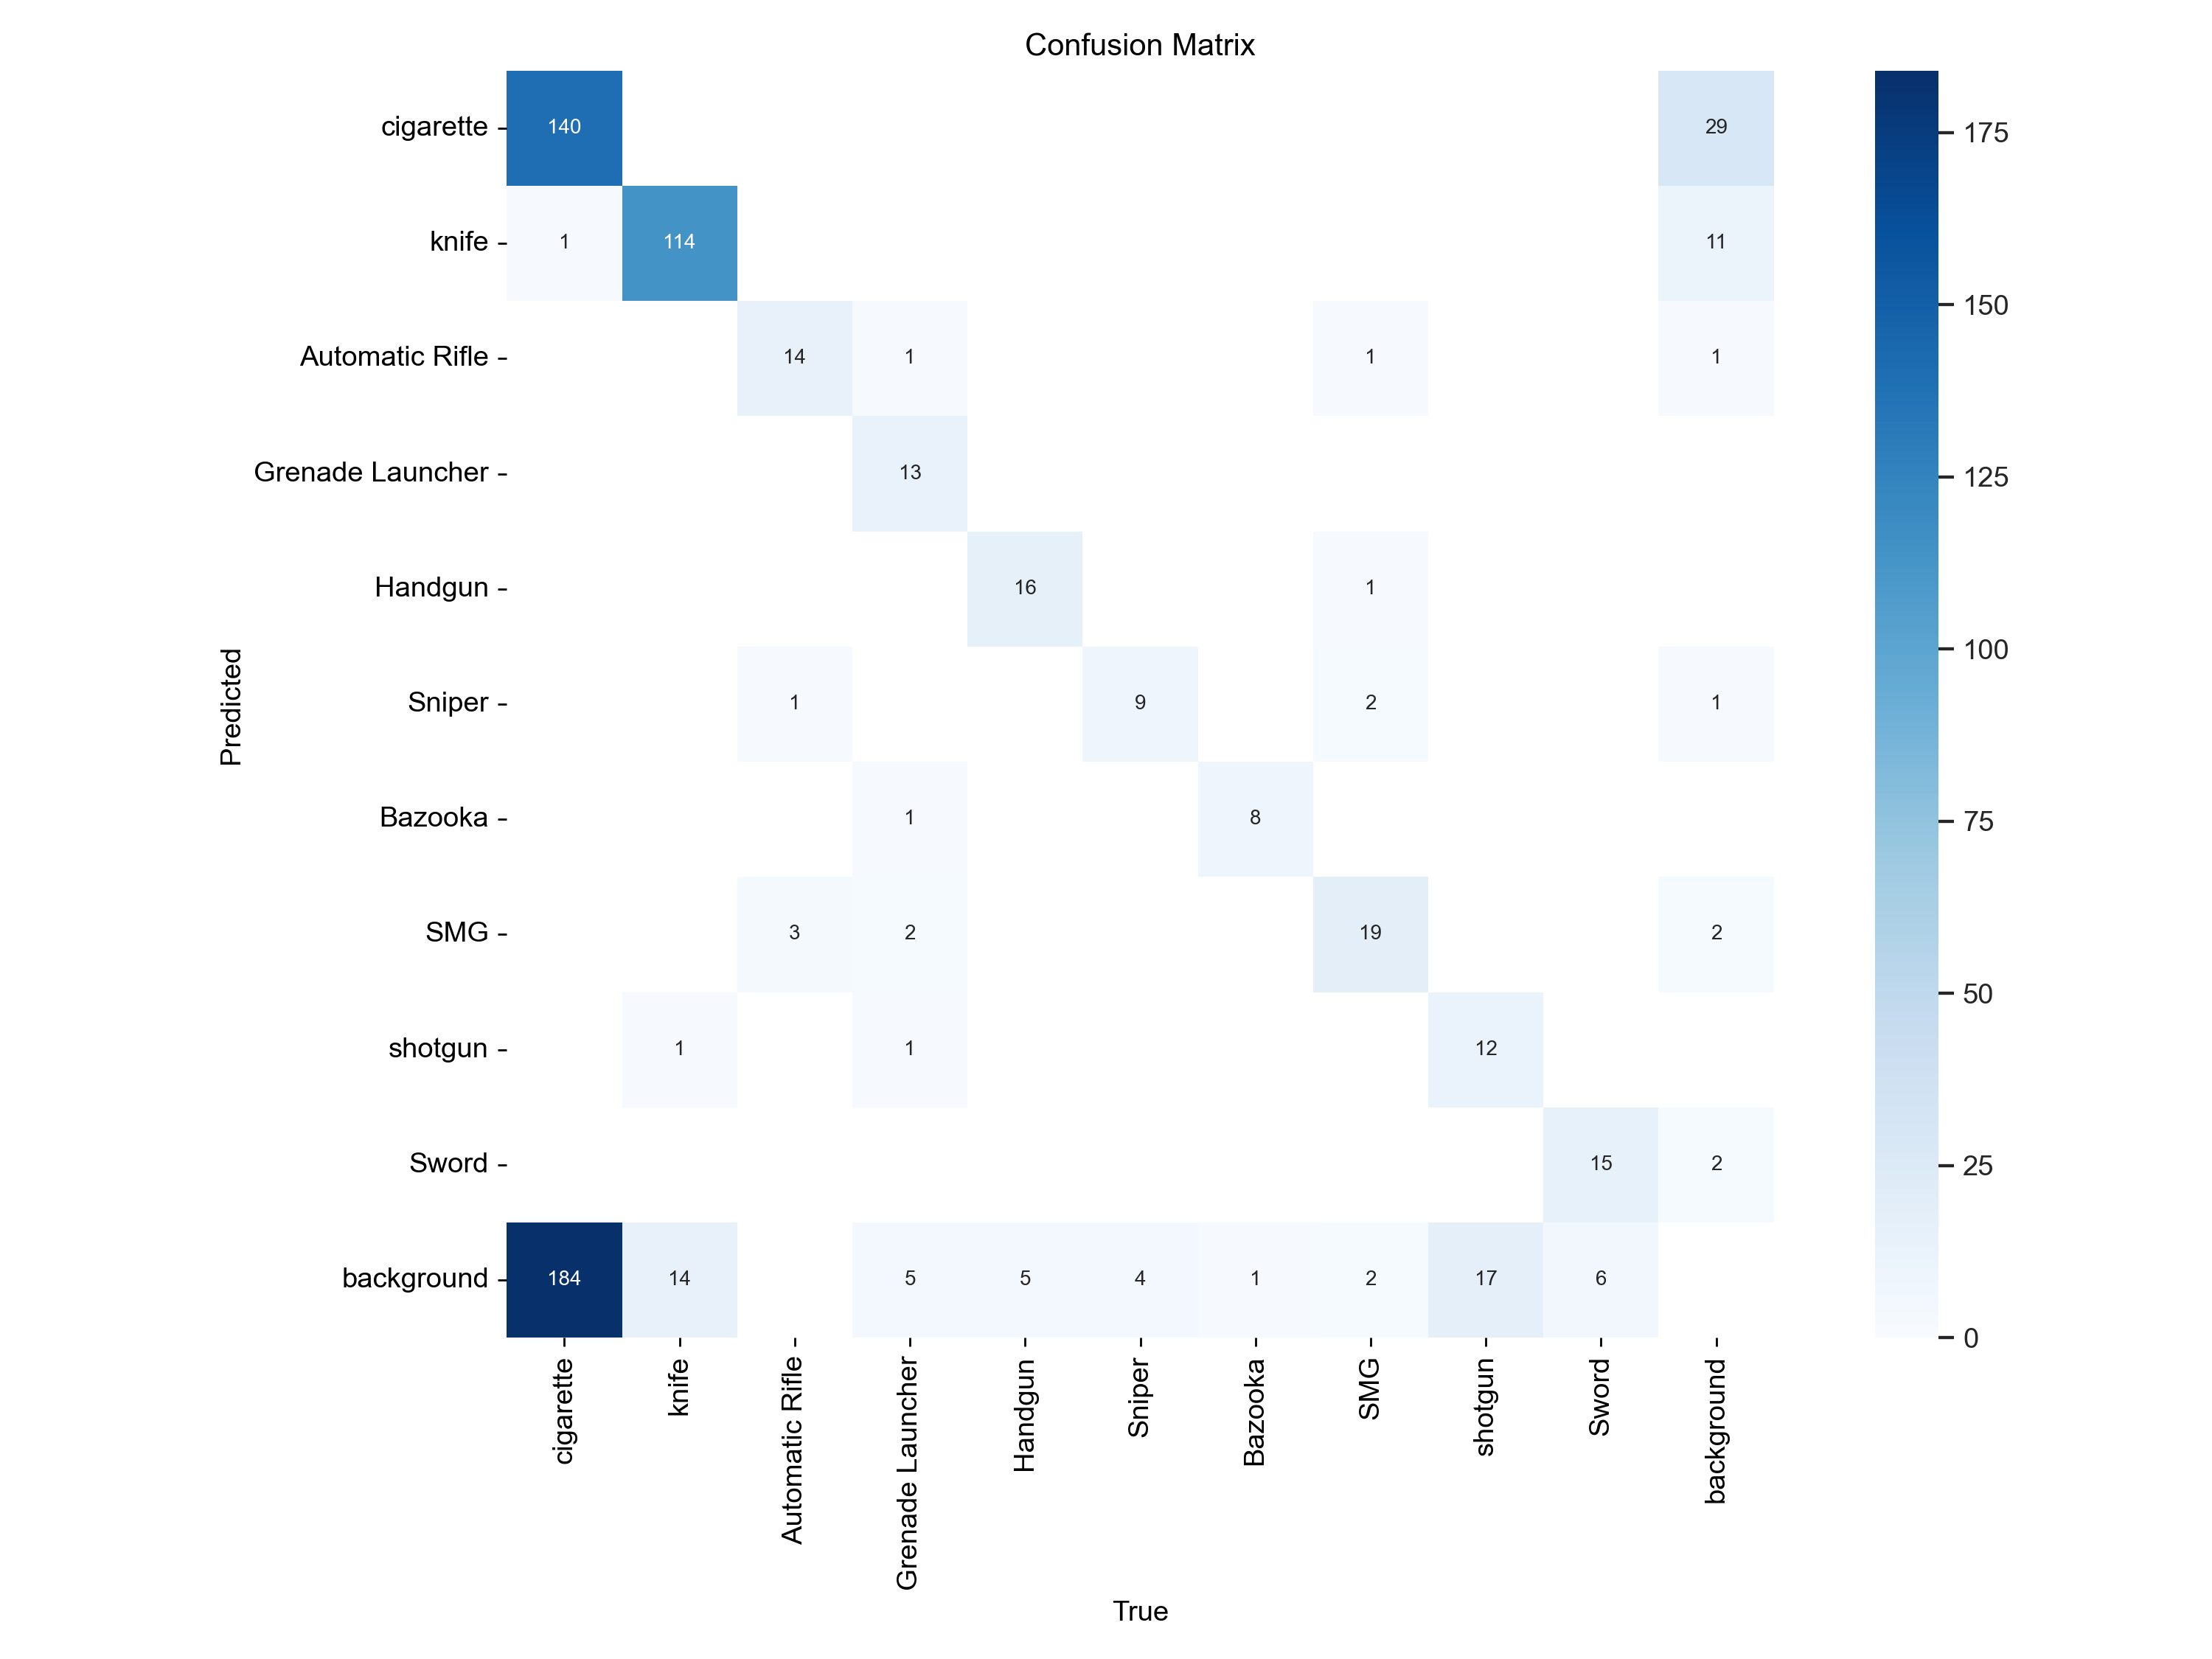 Confusion Matrix
cigarette 140 29 175
knife 1 114 11
150
Automatic Rifle 14 1 1 1
Grenade Launcher 13 125
Handgun 16 1
100
Predicted
Sniper 1 9 2 1
Bazooka 1 8 75
SMG 3 2 19 2
50
shotgun 1 1 12
Sword 15 2 25
background 184 14 5 5 4 1 2 17 6
0
cigarette
knife
Automatic Rifle
Grenade Launcher
Handgun
Sniper
Bazooka
SMG
shotgun
Sword
background
True